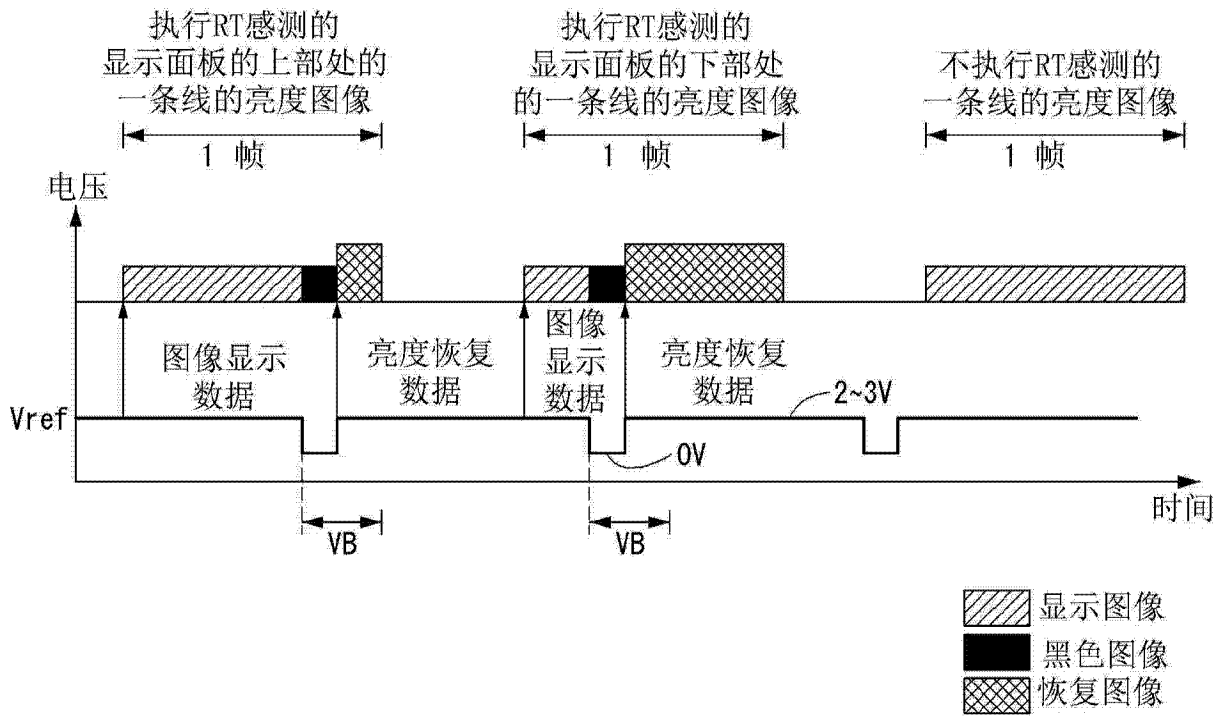 执行RT感测的
显示面板的上部处的
一条线的亮度图像
1 帧
执行RT感测的
显示面板的下部处
的一条线的亮度图像
1 帧
不执行RT感测的
一条线的亮度图像
1 帧
电压
图像显示
数据
亮度恢复
数据
图像
显示
数据
亮度恢复
数据
Vref
2~3V
0V
VB
VB
时间
显示图像
黑色图像
恢复图像